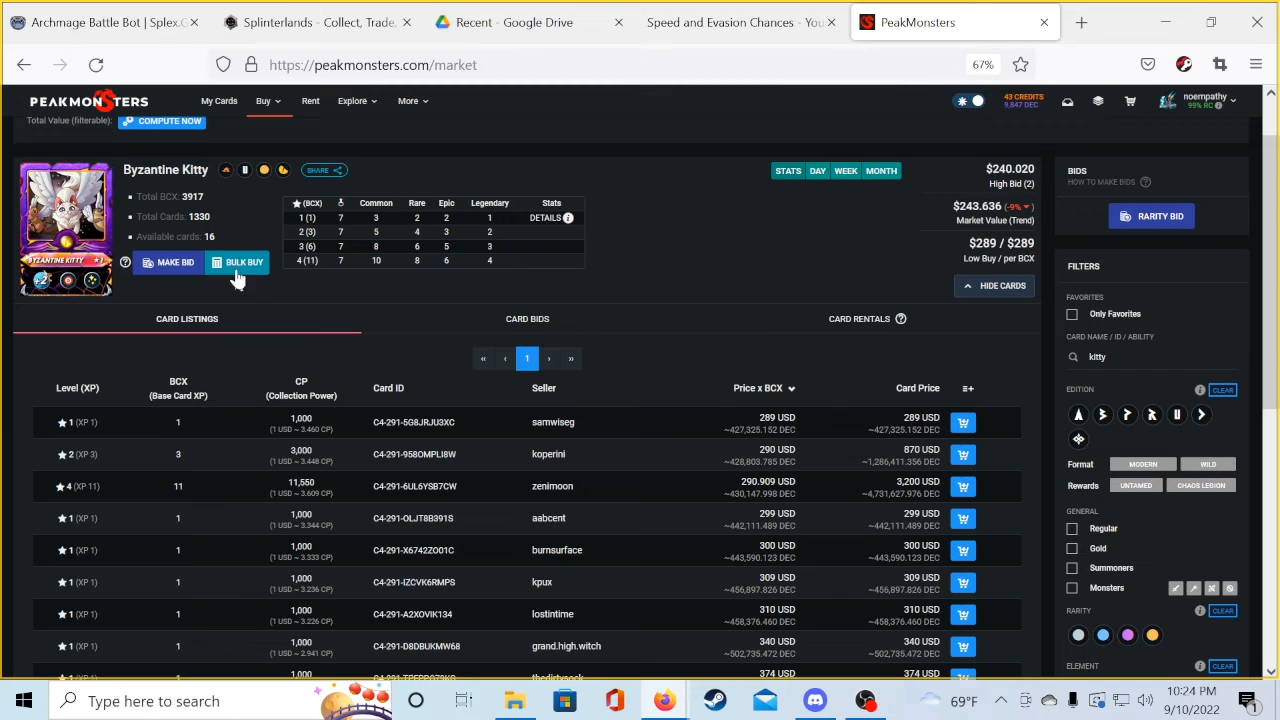 Archmage Battle Bot | Splex.G
Splinterlands - Collect, Trade,
Recent - Google Drive
Speed and Evasion Chances - You
PeakMonsters
https://peakmonsters.com/market
67%
PEAKMONSTERS
My Cards
Buy
Rent
Explore
More
43 CREDITS
9,847 DEC
noempathy
99% RC
Total Value (filterable):
COMPUTE NOW
Byzantine Kitty
SHARE
Total BCX: 3917
Total Cards: 1330
Available cards: 16
MAKE BID
BULK BUY
BYZANTINE KITTY ★1
+2
★(BCX) Common Rare Epic Legendary Stats
1 (1) 7 3 2 2 1 DETAILS
2 (3) 7 5 4 3 2
3 (6) 7 8 6 5 3
4 (11) 7 10 8 6 4
STATS DAY WEEK MONTH
$240.020
High Bid (2)
$243.636 (-9% ▾)
Market Value (Trend)
$289 / $289
Low Buy / per BCX
HIDE CARDS
BIDS
HOW TO MAKE BIDS
RARITY BID
CARD LISTINGS
CARD BIDS
CARD RENTALS
« ‹ 1 › »
Level (XP)
BCX
(Base Card XP)
CP
(Collection Power)
Card ID
Seller
Price x BCX
Card Price
★1 (XP 1) 1 1,000 C4-291-5G8JRJU3XC samwiseg 289 USD 289 USD
(1 USD ~ 3.460 CP) ~427,325.152 DEC ~427,325.152 DEC
★2 (XP 3) 3 3,000 C4-291-958OMPLI8W koperini 290 USD 870 USD
(1 USD ~ 3.448 CP) ~428,803.785 DEC ~1,286,411.356 DEC
★4 (XP 11) 11 11,550 C4-291-6UL6YSB7CW zenimoon 290.909 USD 3,200 USD
(1 USD ~ 3.609 CP) ~430,147.998 DEC ~4,731,627.976 DEC
★1 (XP 1) 1 1,000 C4-291-OLJT8B391S aabcent 299 USD 299 USD
(1 USD ~ 3.344 CP) ~442,111.489 DEC ~442,111.489 DEC
★1 (XP 1) 1 1,000 C4-291-X6742ZO01C burnsurface 300 USD 300 USD
(1 USD ~ 3.333 CP) ~443,590.123 DEC ~443,590.123 DEC
★1 (XP 1) 1 1,000 C4-291-IZCVK6RMPS kpux 309 USD 309 USD
(1 USD ~ 3.236 CP) ~456,897.826 DEC ~456,897.826 DEC
★1 (XP 1) 1 1,000 C4-291-A2XOVIK134 lostintime 310 USD 310 USD
(1 USD ~ 3.226 CP) ~458,376.460 DEC ~458,376.460 DEC
★1 (XP 1) 1 1,000 C4-291-D8DBUKMW68 grand.high.witch 340 USD 340 USD
(1 USD ~ 2.941 CP) ~502,735.472 DEC ~502,735.472 DEC
374 USD 374 USD
FILTERS
FAVORITES
Only Favorites
CARD NAME / ID / ABILITY
kitty
EDITION
CLEAR
Format MODERN WILD
Rewards UNTAMED CHAOS LEGION
GENERAL
Regular
Gold
Summoners
Monsters
RARITY
CLEAR
ELEMENT
CLEAR
Type here to search
69°F
10:24 PM
9/10/2022
1